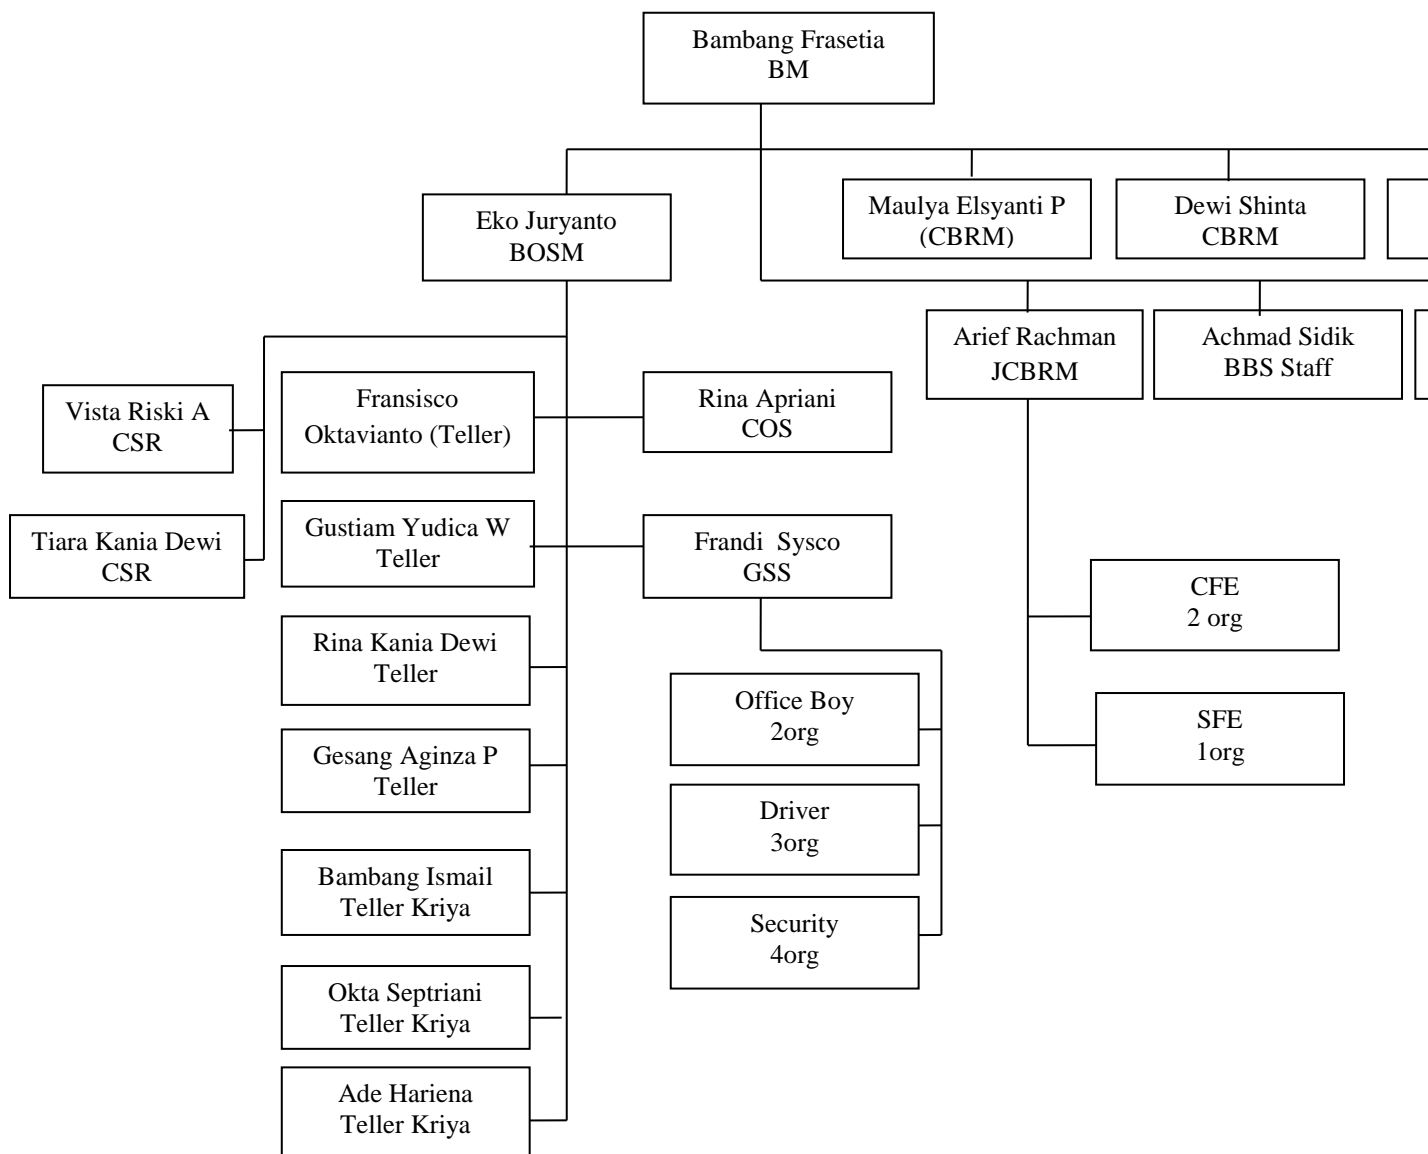 Bambang Frasetia
BM
Eko Juryanto
BOSM
Maulya Elsyanti P
(CBRM)
Dewi Shinta
CBRM
Arief Rachman
JCBRM
Achmad Sidik
BBS Staff
Vista Riski A
CSR
Tiara Kania Dewi
CSR
Fransisco
Oktavianto (Teller)
Rina Apriani
COS
Gustiam Yudica W
Teller
Frandi Sysco
GSS
Rina Kania Dewi
Teller
Gesang Aginza P
Teller
Bambang Ismail
Teller Kriya
Okta Septriani
Teller Kriya
Ade Hariena
Teller Kriya
Office Boy
2org
Driver
3org
Security
4org
CFE
2 org
SFE
1org